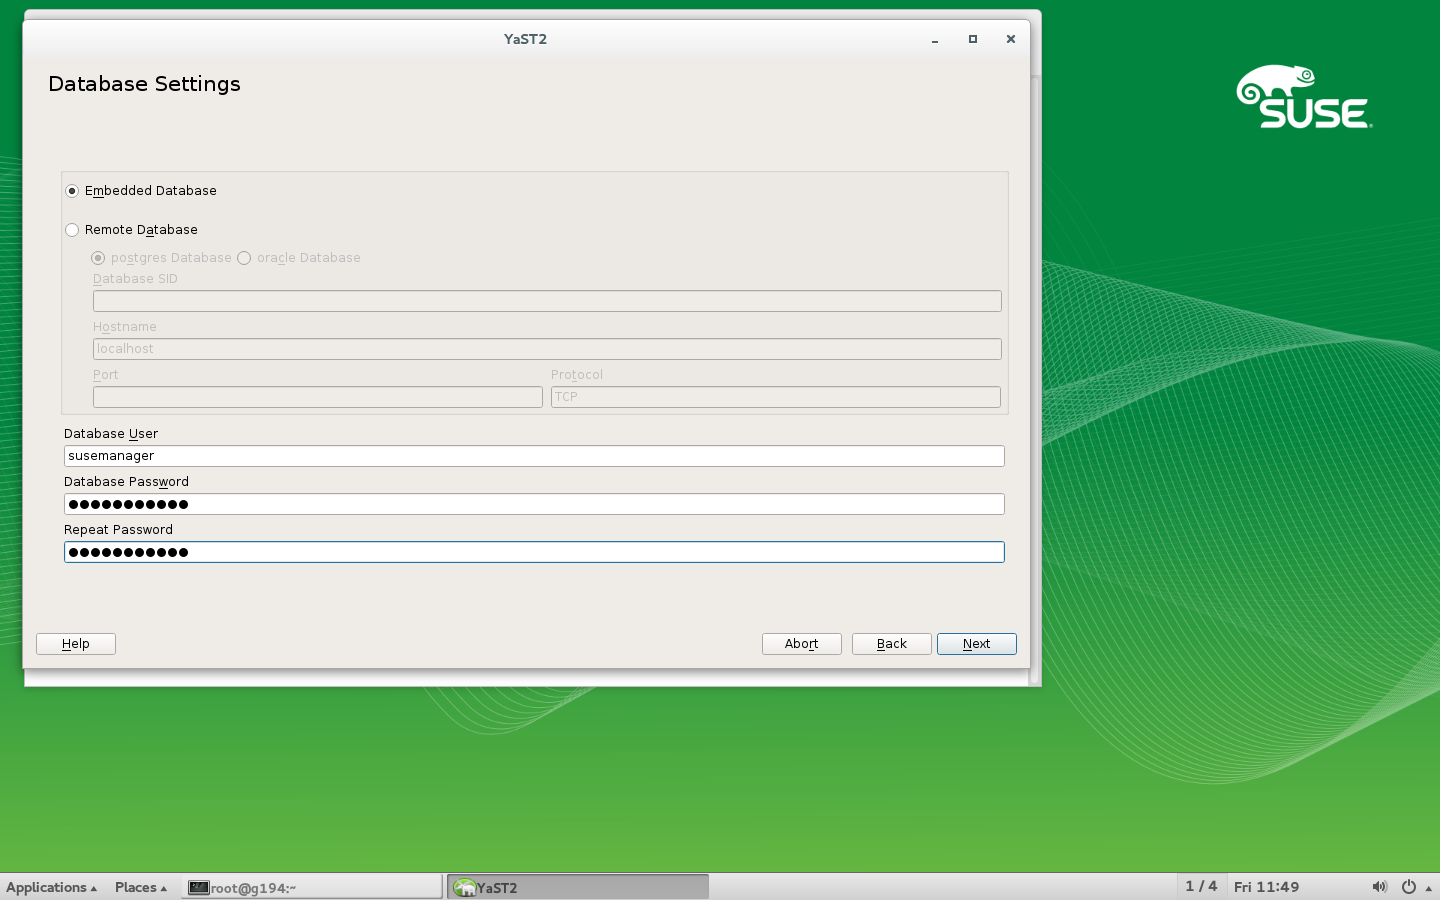 YaST2
Database Settings
SUSE
Embedded Database
Remote Database
postgres Database oracle Database
Database SID
Hostname
localhost
Port Protocol
TCP
Database User
susemanager
Database Password
●●●●●●●●●●●
Repeat Password
●●●●●●●●●●●
Help Abort Back Next
Applications Places root@g194:~ YaST2 1 / 4 Fri 11:49